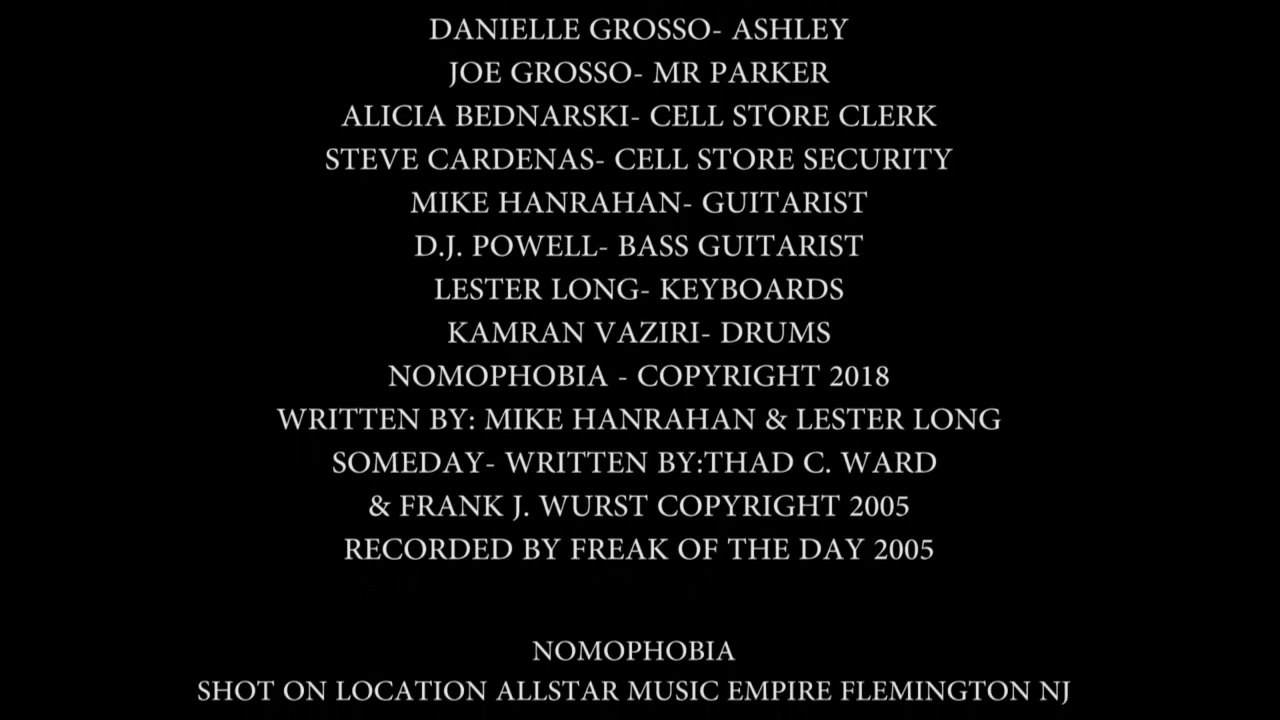 DANIELLE GROSSO- ASHLEY
JOE GROSSO- MR PARKER
ALICIA BEDNARSKI- CELL STORE CLERK
STEVE CARDENAS- CELL STORE SECURITY
MIKE HANRAHAN- GUITARIST
D.J. POWELL- BASS GUITARIST
LESTER LONG- KEYBOARDS
KAMRAN VAZIRI- DRUMS
NOMOPHOBIA - COPYRIGHT 2018
WRITTEN BY: MIKE HANRAHAN & LESTER LONG
SOMEDAY- WRITTEN BY:THAD C. WARD
& FRANK J. WURST COPYRIGHT 2005
RECORDED BY FREAK OF THE DAY 2005
NOMOPHOBIA
SHOT ON LOCATION ALLSTAR MUSIC EMPIRE FLEMINGTON NJ